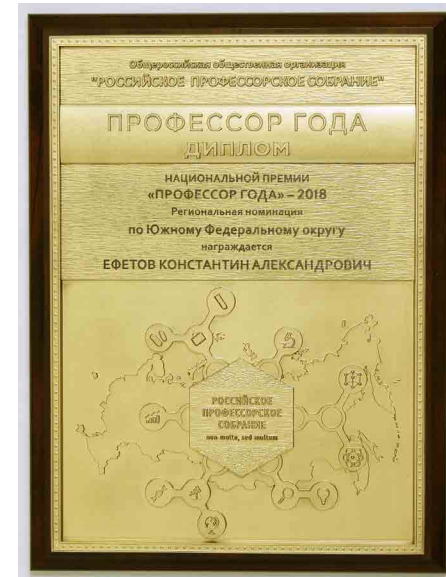 Общероссийская общественная организация
"РОССИЙСКОЕ ПРОФЕССОРСКОЕ СОБРАНИЕ"
ПРОФЕССОР ГОДА
ДИПЛОМ
НАЦИОНАЛЬНОЙ ПРЕМИИ
«ПРОФЕССОР ГОДА» – 2018
Региональная номинация
по Южному Федеральному округу
награждается
ЕФЕТОВ КОНСТАНТИН АЛЕКСАНДРОВИЧ
РОССИЙСКОЕ
ПРОФЕССОРСКОЕ
СОБРАНИЕ
non multa, sed multum